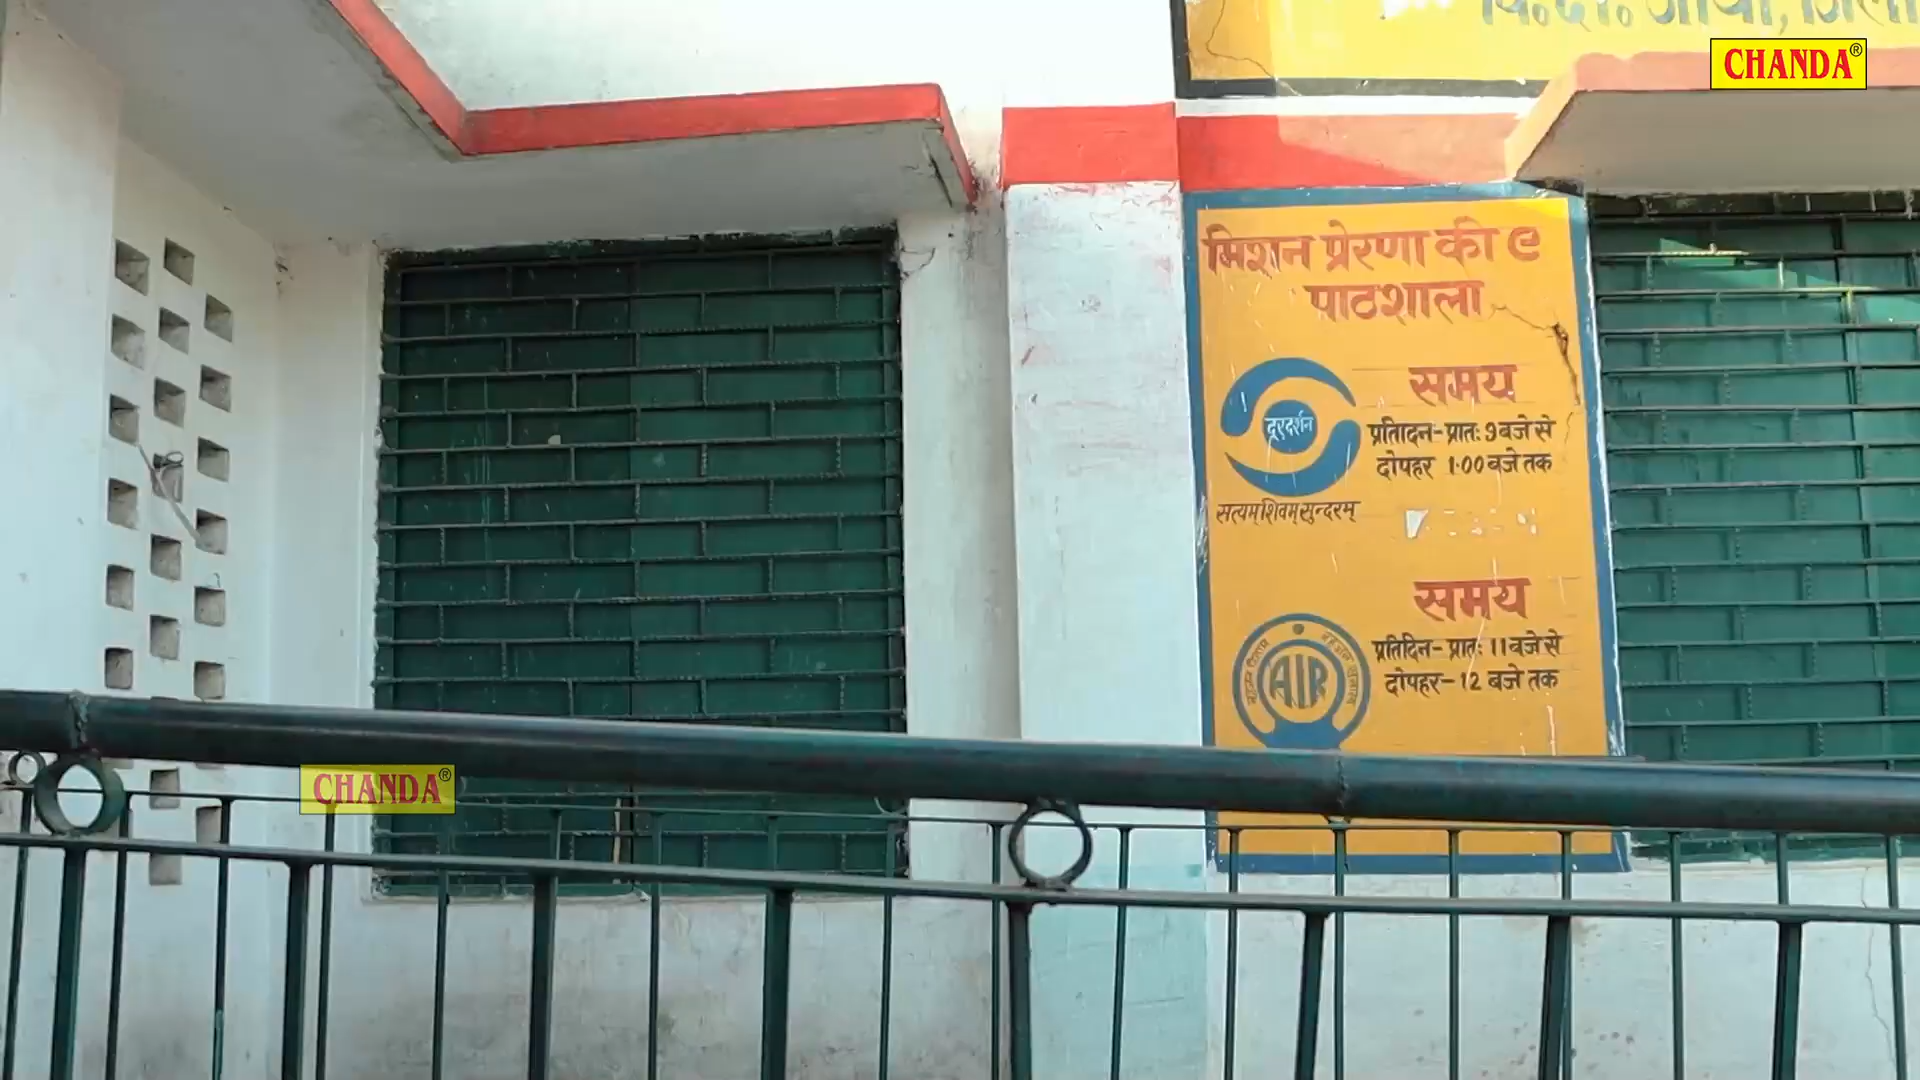 CHANDA®
मिशन प्रेरणा की ९
पाठशाला
समय
दूरदर्शन
प्रतिदिन-प्रातः 9 बजे से
दोपहर 1.00 बजे तक
सत्यम् शिवम् सुन्दरम्
समय
प्रतिदिन- प्रातः 11 बजे से
दोपहर-12 बजे तक
AIR
CHANDA®